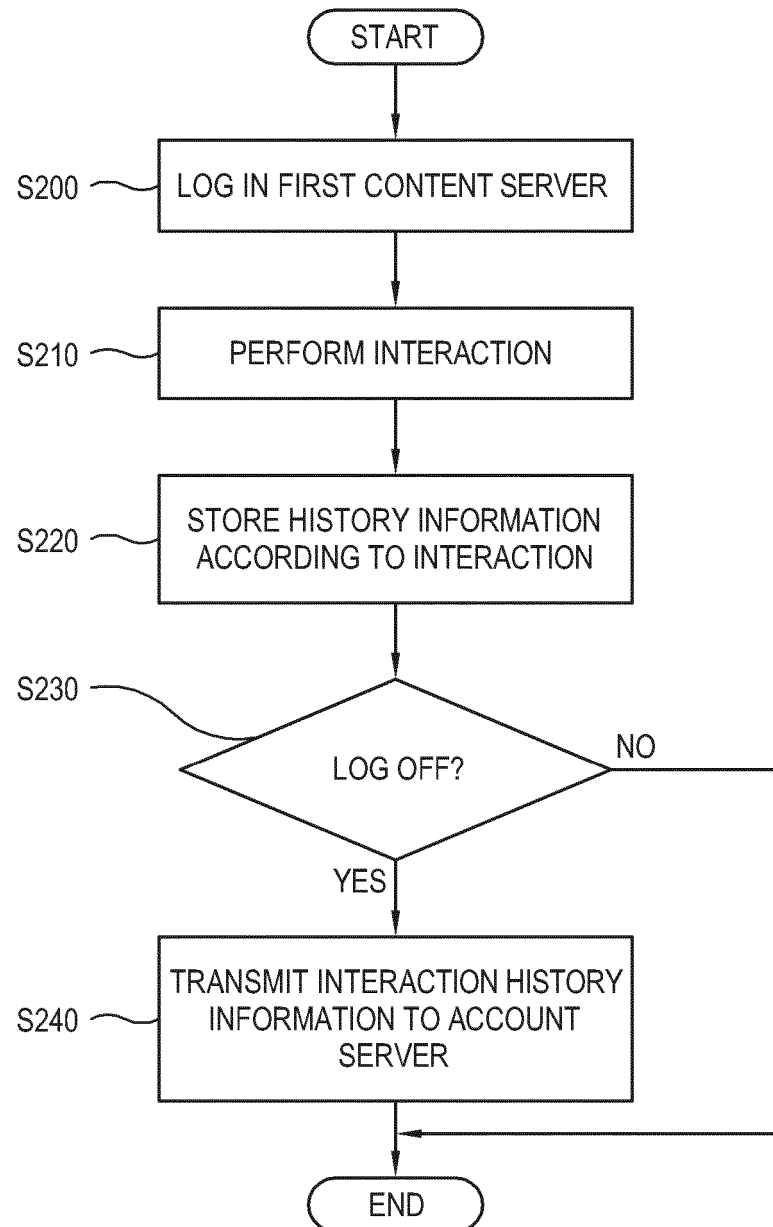 START
S200
LOG IN FIRST CONTENT SERVER
S210
PERFORM INTERACTION
S220
STORE HISTORY INFORMATION
ACCORDING TO INTERACTION
S230
LOG OFF?
NO
YES
S240
TRANSMIT INTERACTION HISTORY
INFORMATION TO ACCOUNT
SERVER
END